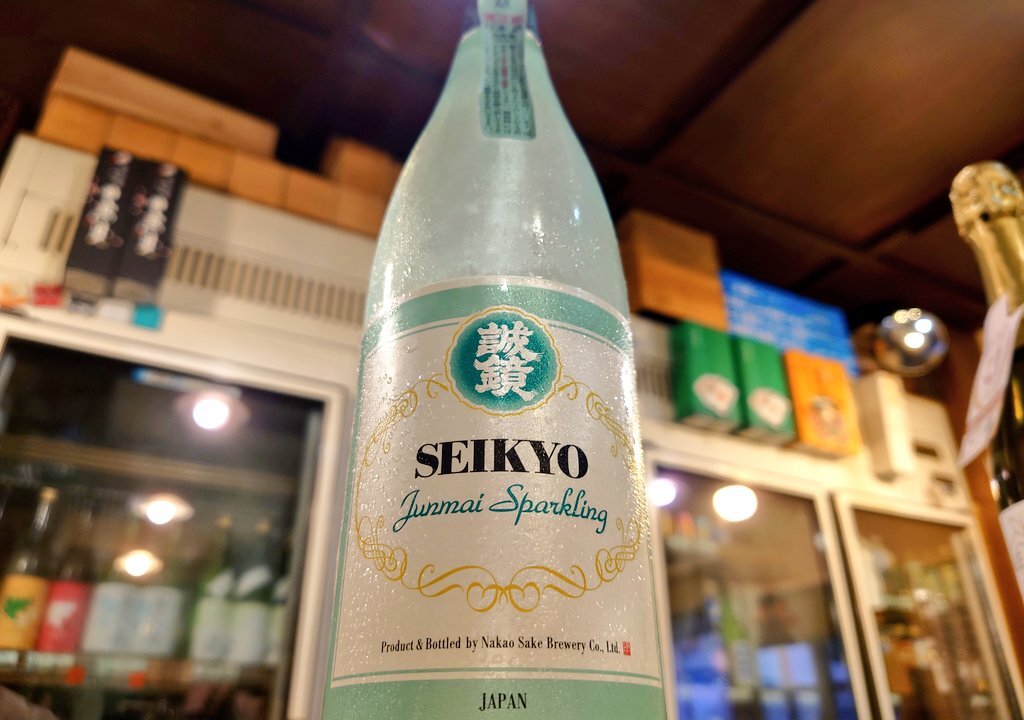 誠鏡
SEIKYO
Junmai Sparkling
Product & Bottled by Nakao Sake Brewery Co., Ltd.
JAPAN